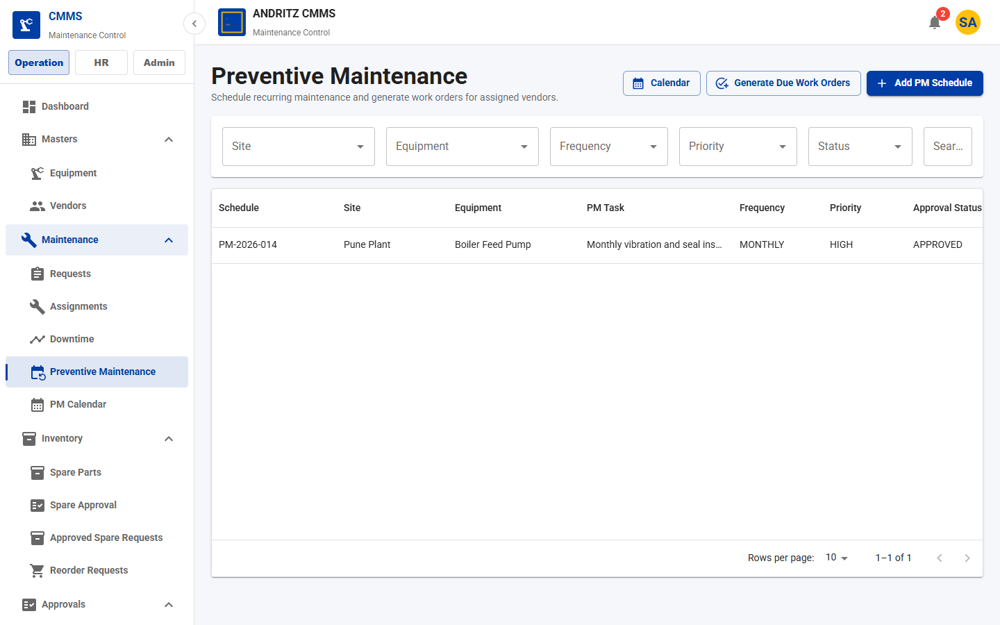 CMMS
Maintenance Control
Operation
HR
Admin
Dashboard
Masters
Equipment
Vendors
Maintenance
Requests
Assignments
Downtime
Preventive Maintenance
PM Calendar
Inventory
Spare Parts
Spare Approval
Approved Spare Requests
Reorder Requests
Approvals
ANDRITZ CMMS
Maintenance Control
2
SA
Preventive Maintenance
Schedule recurring maintenance and generate work orders for assigned vendors.
Calendar
Generate Due Work Orders
Add PM Schedule
Site
Equipment
Frequency
Priority
Status
Sear...
Schedule Site Equipment PM Task Frequency Priority Approval Status
PM-2026-014 Pune Plant Boiler Feed Pump Monthly vibration and seal ins... MONTHLY HIGH APPROVED
Rows per page: 10 1–1 of 1